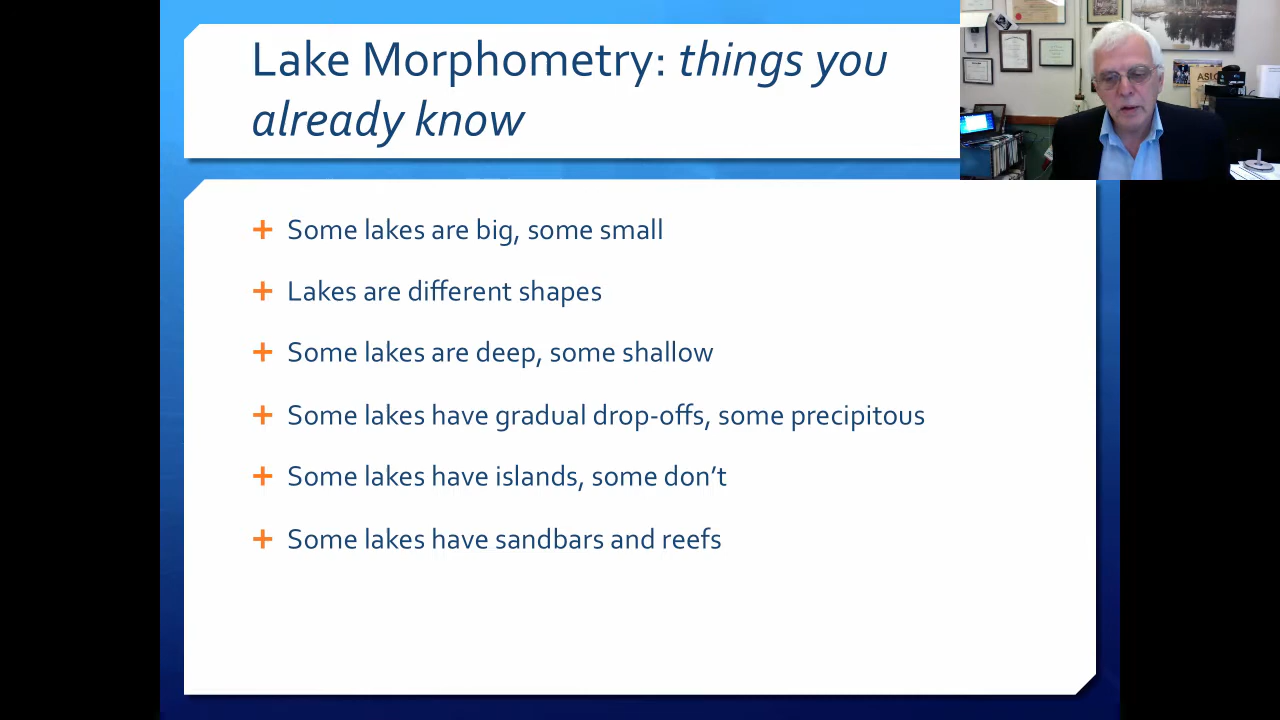 Lake Morphometry: things you
already know
+ Some lakes are big, some small
+ Lakes are different shapes
+ Some lakes are deep, some shallow
+ Some lakes have gradual drop-offs, some precipitous
+ Some lakes have islands, some don’t
+ Some lakes have sandbars and reefs